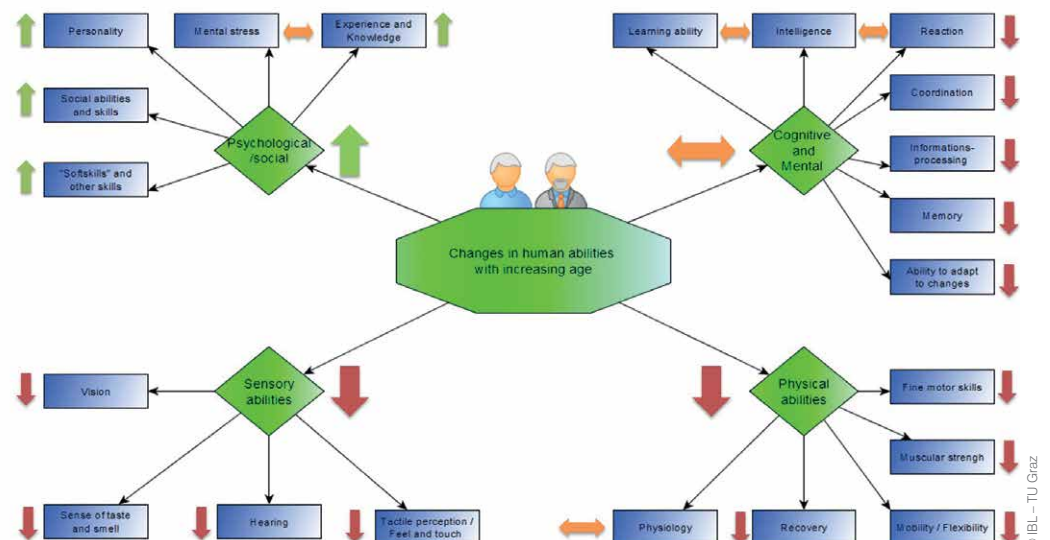 Personality
Mental stress
Experience and
Knowledge
Learning ability
Intelligence
Reaction
Social abilities
and skills
Coordination
Psychological
/social
Cognitive
and
Mental
Informations-
processing
"Softskills" and
other skills
Memory
Changes in human abilities
with increasing age
Ability to adapt
to changes
Vision
Sensory
abilities
Physical
abilities
Fine motor skills
Muscular strengh
Sense of taste
and smell
Hearing
Tactile perception /
Feel and touch
Physiology
Recovery
Mobility / Flexibility
© IBL – TU Graz